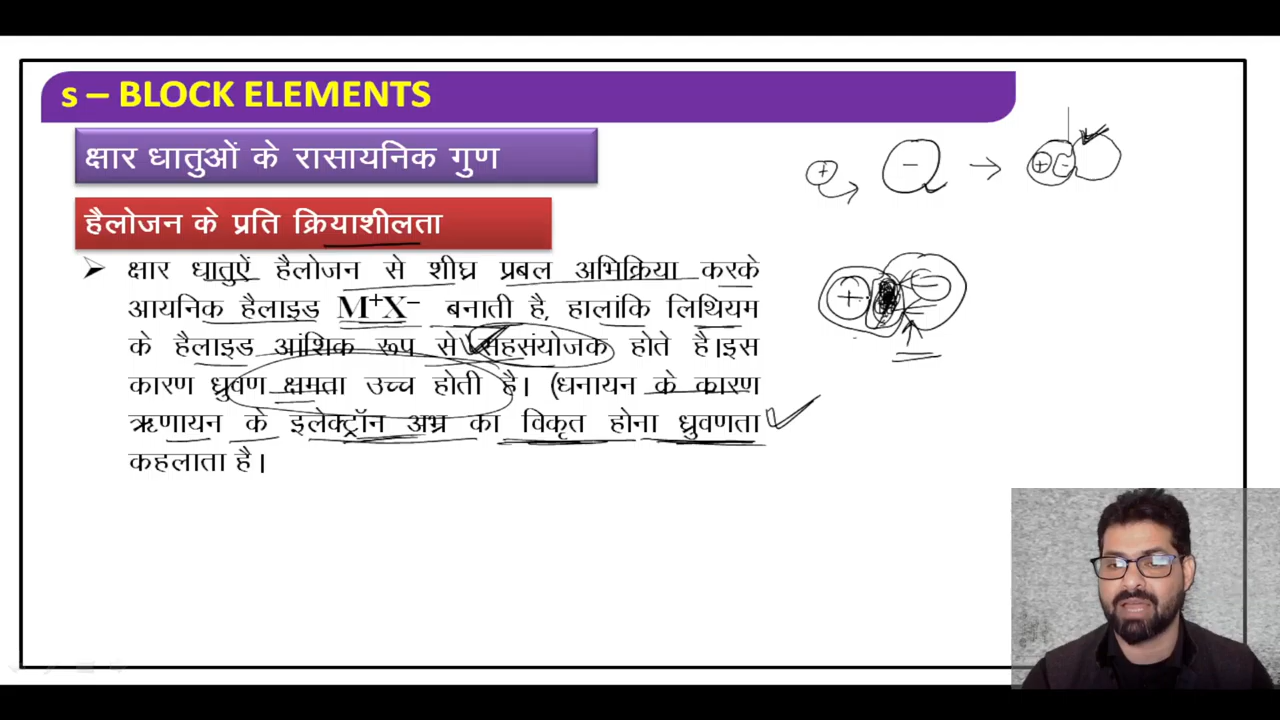 s – BLOCK ELEMENTS
क्षार धातुओं के रासायनिक गुण
हैलोजन के प्रति क्रियाशीलता
➢ क्षार धातुऐं हैलोजन से शीघ्र प्रबल अभिक्रिया करके
आयनिक हैलाइड M⁺X⁻ बनाती है, हालांकि लिथियम
के हैलाइड आंशिक रूप से सहसंयोजक होते है।इस
कारण ध्रुवण क्षमता उच्च होती है। (धनायन के कारण
ऋणायन के इलेक्ट्रॉन अभ्र का विकृत होना ध्रुवणता
कहलाता है।
+ − → + −
+ −